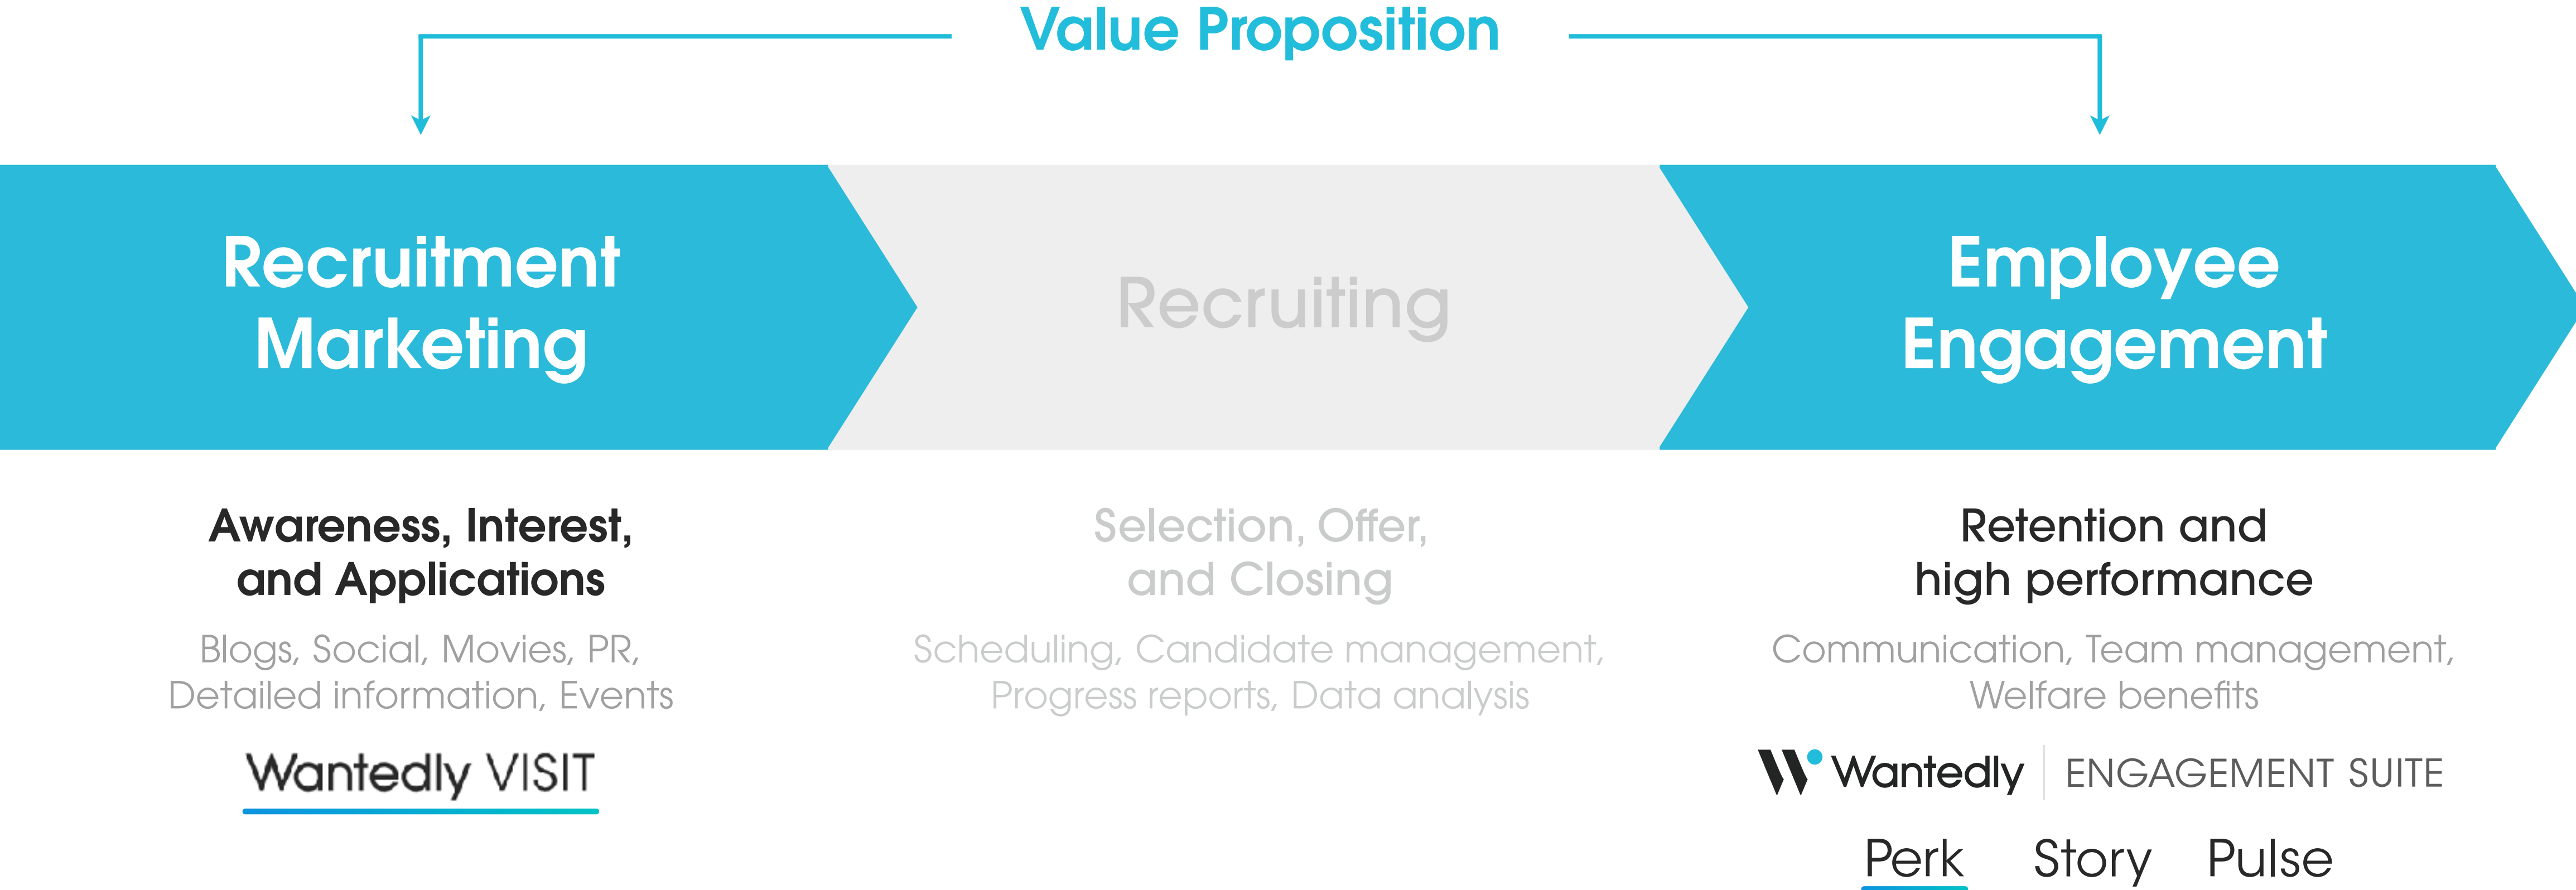 Value Proposition
Recruitment
Marketing
Recruiting
Employee
Engagement
Awareness, Interest,
and Applications
Blogs, Social, Movies, PR,
Detailed information, Events
Wantedly VISIT
Selection, Offer,
and Closing
Scheduling, Candidate management,
Progress reports, Data analysis
Retention and
high performance
Communication, Team management,
Welfare benefits
Wantedly ENGAGEMENT SUITE
Perk Story Pulse